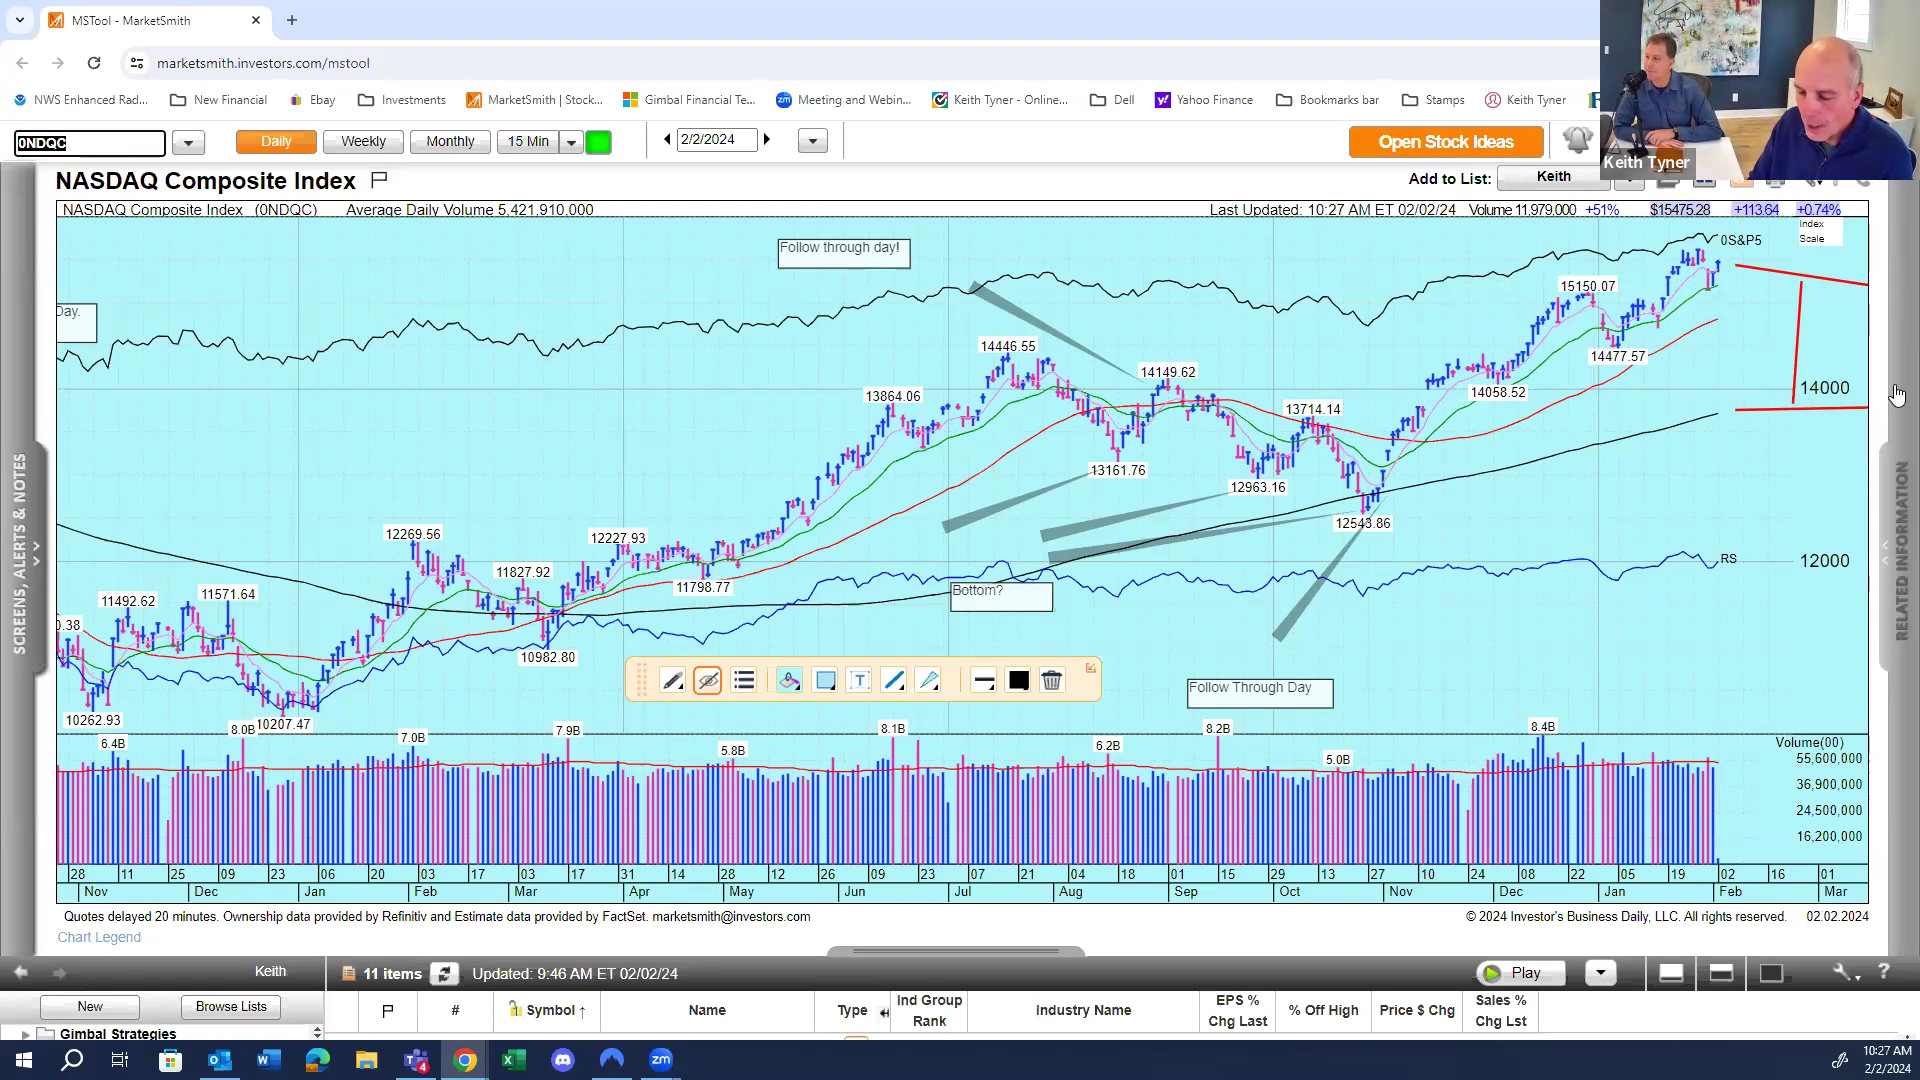 MSTool - MarketSmith
marketsmith.investors.com/mstool
NWS Enhanced Rad... New Financial Ebay Investments MarketSmith | Stock... Gimbal Financial Te... Meeting and Webin... Keith Tyner - Online... Dell Yahoo Finance Bookmarks bar Stamps Keith Tyner
0NDQC Daily Weekly Monthly 15 Min 2/2/2024 Open Stock Ideas
Keith Tyner
NASDAQ Composite Index Add to List: Keith
NASDAQ Composite Index (0NDQC) Average Daily Volume 5,421,910,000 Last Updated: 10:27 AM ET 02/02/24 Volume 11,979,000 +51% $15475.28 +113.64 +0.74%
Index
Scale
0S&P5
Follow through day!
15150.07
Day.
14446.55
14477.57
14149.62
14000
14058.52
13864.06
13714.14
13161.76
12963.16
12543.86
12269.56
12227.93
RS
12000
11827.92
11798.77
Bottom?
11492.62
11571.64
0.38
10982.80
Follow Through Day
10262.93
10207.47
8.0B
7.9B
8.1B
8.2B
8.4B
6.4B
7.0B
5.8B
6.2B
5.0B
Volume(00)
55,600,000
36,900,000
24,500,000
16,200,000
28 11 25 09 23 06 20 03 17 03 17 31 14 28 12 26 09 23 07 21 04 18 01 15 29 13 27 10 24 08 22 05 19 02 16 01
Nov Dec Jan Feb Mar Apr May Jun Jul Aug Sep Oct Nov Dec Jan Feb Mar
Quotes delayed 20 minutes. Ownership data provided by Refinitiv and Estimate data provided by FactSet. marketsmith@investors.com © 2024 Investor's Business Daily, LLC. All rights reserved. 02.02.2024
Chart Legend
SCREENS, ALERTS & NOTES
RELATED INFORMATION
Keith 11 items Updated: 9:46 AM ET 02/02/24 Play ?
New Browse Lists # Symbol Name Type Ind Group Rank Industry Name EPS % Chg Last % Off High Price $ Chg Sales % Chg Lst
Gimbal Strategies
4
zm
10:27 AM
2/2/2024